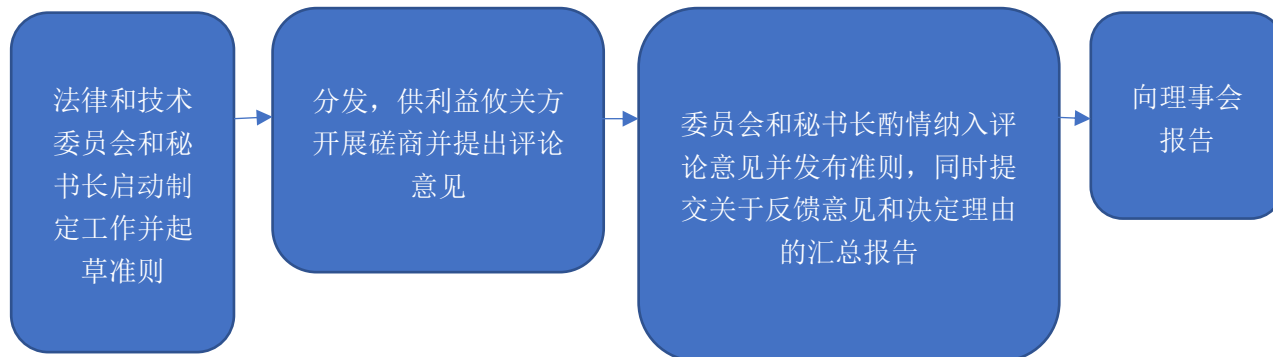 法律和技术
委员会和秘
书长启动制
定工作并起
草准则
分发，供利益攸关方
开展磋商并提出评论
意见
委员会和秘书长酌情纳入评
论意见并发布准则，同时提
交关于反馈意见和决定理由
的汇总报告
向理事会
报告